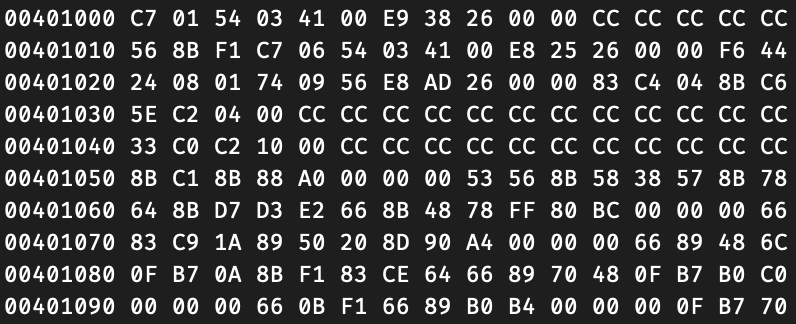 00401000 C7 01 54 03 41 00 E9 38 26 00 00 CC CC CC CC CC
00401010 56 8B F1 C7 06 54 03 41 00 E8 25 26 00 00 F6 44
00401020 24 08 01 74 09 56 E8 AD 26 00 00 83 C4 04 8B C6
00401030 5E C2 04 00 CC CC CC CC CC CC CC CC CC CC CC CC
00401040 33 C0 C2 10 00 CC CC CC CC CC CC CC CC CC CC CC
00401050 8B C1 8B 88 A0 00 00 00 53 56 8B 58 38 57 8B 78
00401060 64 8B D7 D3 E2 66 8B 48 78 FF 80 BC 00 00 00 66
00401070 83 C9 1A 89 50 20 8D 90 A4 00 00 00 66 89 48 6C
00401080 0F B7 0A 8B F1 83 CE 64 66 89 70 48 0F B7 B0 C0
00401090 00 00 00 66 0B F1 66 89 B0 B4 00 00 00 0F B7 70